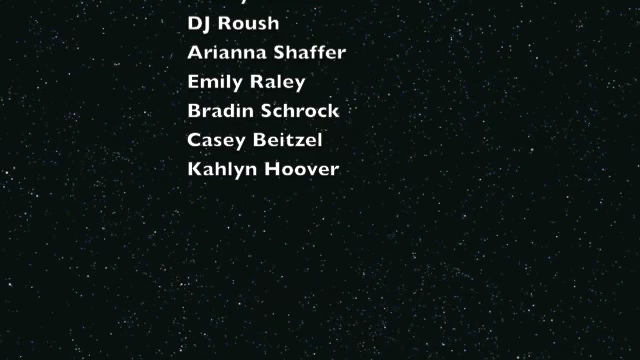 DJ Roush
Arianna Shaffer
Emily Raley
Bradin Schrock
Casey Beitzel
Kahlyn Hoover